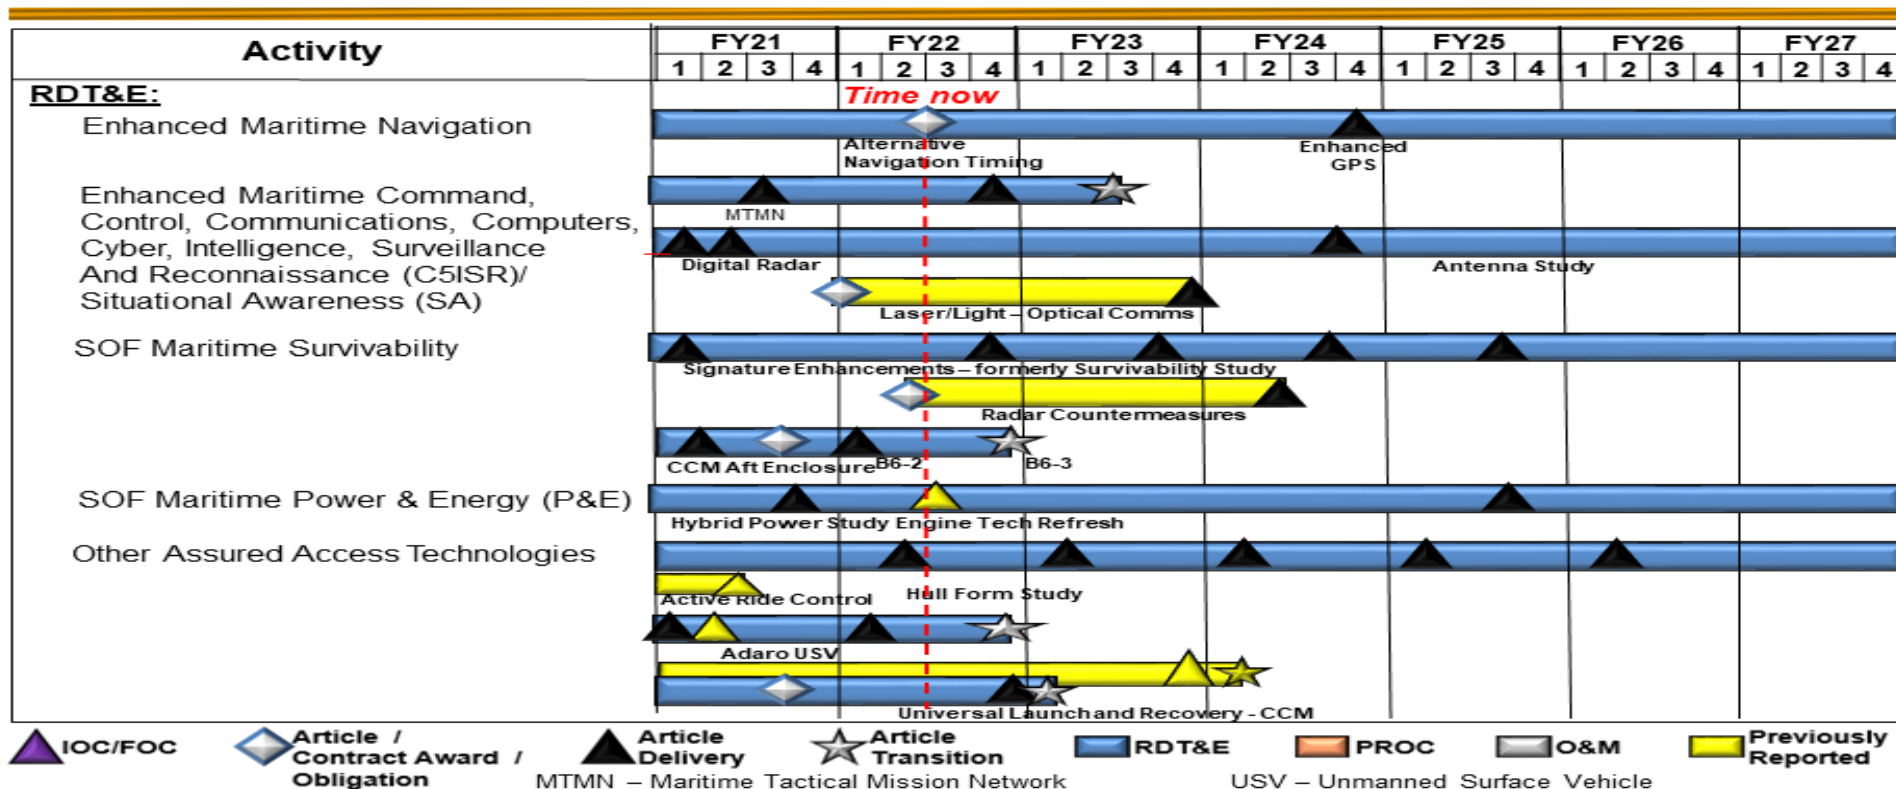 Activity
FY21 FY22 FY23 FY24 FY25 FY26 FY27
1 2 3 4 1 2 3 4 1 2 3 4 1 2 3 4 1 2 3 4 1 2 3 4 1 2 3 4
RDT&E:
Time now
Enhanced Maritime Navigation
Alternative
Navigation Timing
Enhanced
GPS
Enhanced Maritime Command,
Control, Communications, Computers,
Cyber, Intelligence, Surveillance
And Reconnaissance (C5ISR)/
Situational Awareness (SA)
MTMN
Digital Radar
Antenna Study
Laser/Light – Optical Comms
SOF Maritime Survivability
Signature Enhancements – formerly Survivability Study
Radar Countermeasures
CCM Aft Enclosure
B6-2
B6-3
SOF Maritime Power & Energy (P&E)
Hybrid Power Study Engine Tech Refresh
Other Assured Access Technologies
Active Ride Control
Hull Form Study
Adaro USV
Universal Launch and Recovery - CCM
IOC/FOC
Article /
Contract Award /
Obligation
Article
Delivery
Article
Transition
RDT&E
PROC
O&M
Previously
Reported
MTMN – Maritime Tactical Mission Network
USV – Unmanned Surface Vehicle